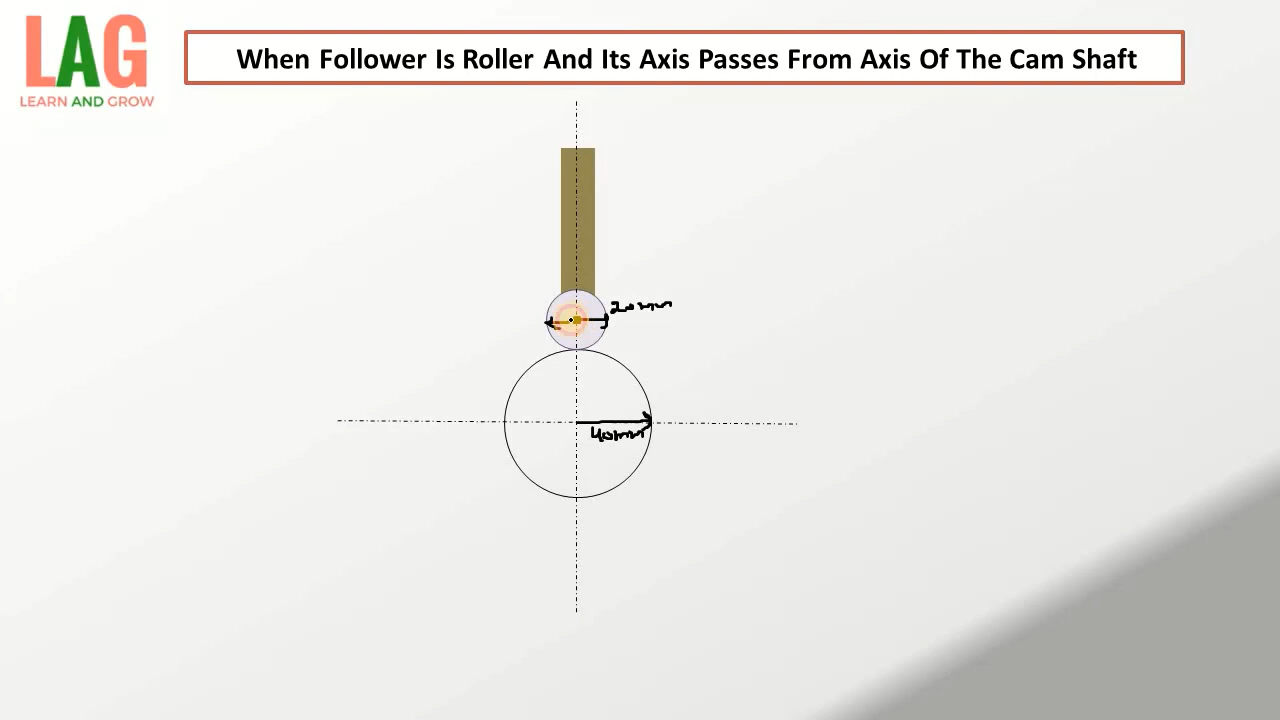 LAG
LEARN AND GROW
When Follower Is Roller And Its Axis Passes From Axis Of The Cam Shaft
20mm
40mm